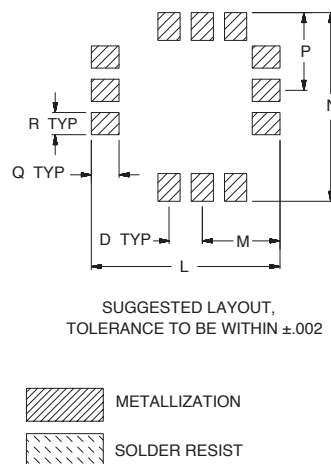 P
N
R TYP
Q TYP
D TYP
M
L
SUGGESTED LAYOUT,
TOLERANCE TO BE WITHIN ±.002
METALLIZATION
SOLDER RESIST